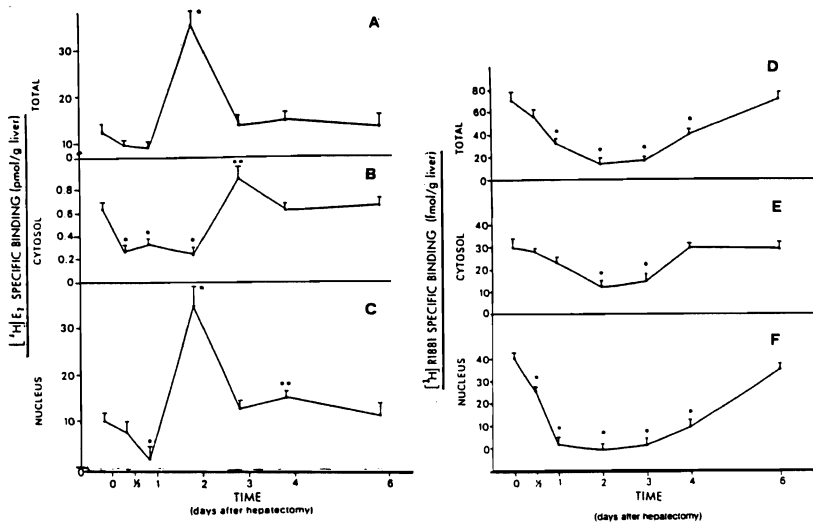 [³H]E₂ SPECIFIC BINDING (pmol/g liver)
TOTAL
A
30
20
10
0
CYTOSOL
B
0.8
0.6
0.4
0.2
0
NUCLEUS
C
30
20
10
0
0 ½ 1 2 3 4 6
TIME
(days after hepatectomy)
[³H] R1881 SPECIFIC BINDING (fmol/g liver)
TOTAL
D
80
60
40
20
0
CYTOSOL
E
40
30
20
10
0
NUCLEUS
F
40
30
20
10
0
0 ½ 1 2 3 4 6
TIME
(days after hepatectomy)